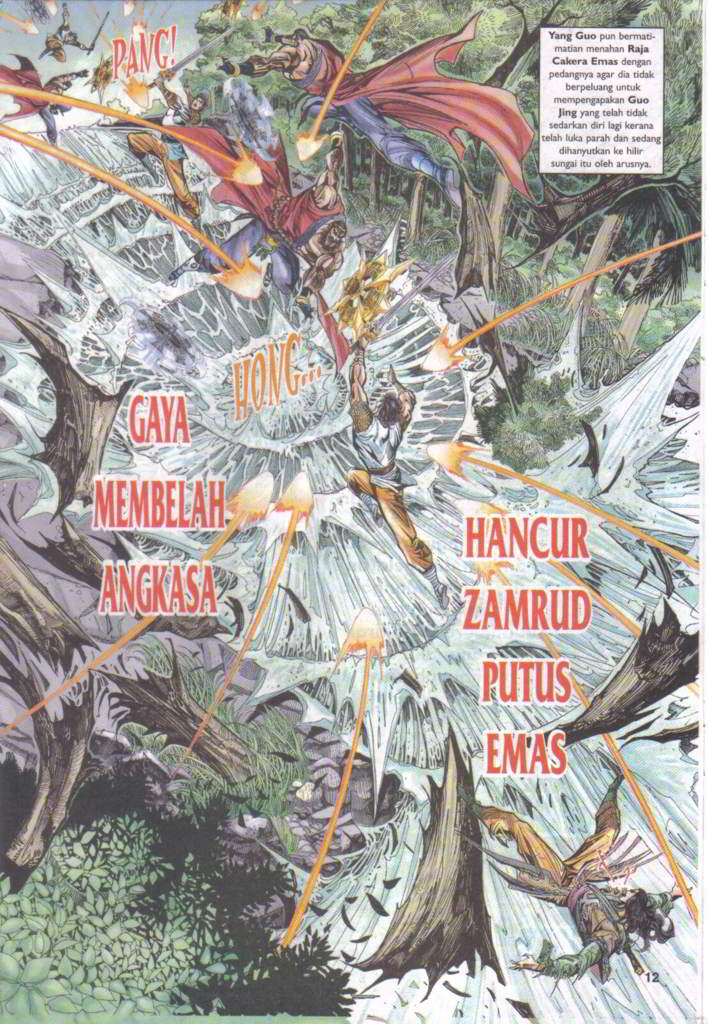 PANG!
Yang Guo pun bermati-
matian menahan Raja
Cakera Emas dengan
pedangnya agar dia tidak
berpeluang untuk
mempengapakan Guo
Jing yang telah tidak
sedarkan diri lagi kerana
telah luka parah dan sedang
dihanyutkan ke hilir
sungai itu oleh arusnya.
HONG...
GAYA
MEMBELAH
ANGKASA
HANCUR
ZAMRUD
PUTUS
EMAS
12